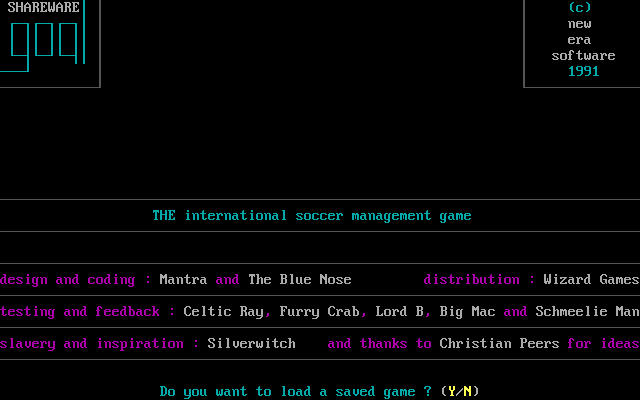 SHAREWARE
goal
(c)
new
era
software
1991
THE international soccer management game
design and coding : Mantra and The Blue Nose distribution : Wizard Games
testing and feedback : Celtic Ray, Furry Crab, Lord B, Big Mac and Schmeelie Man
slavery and inspiration : Silverwitch and thanks to Christian Peers for ideas
Do you want to load a saved game ? (Y/N)